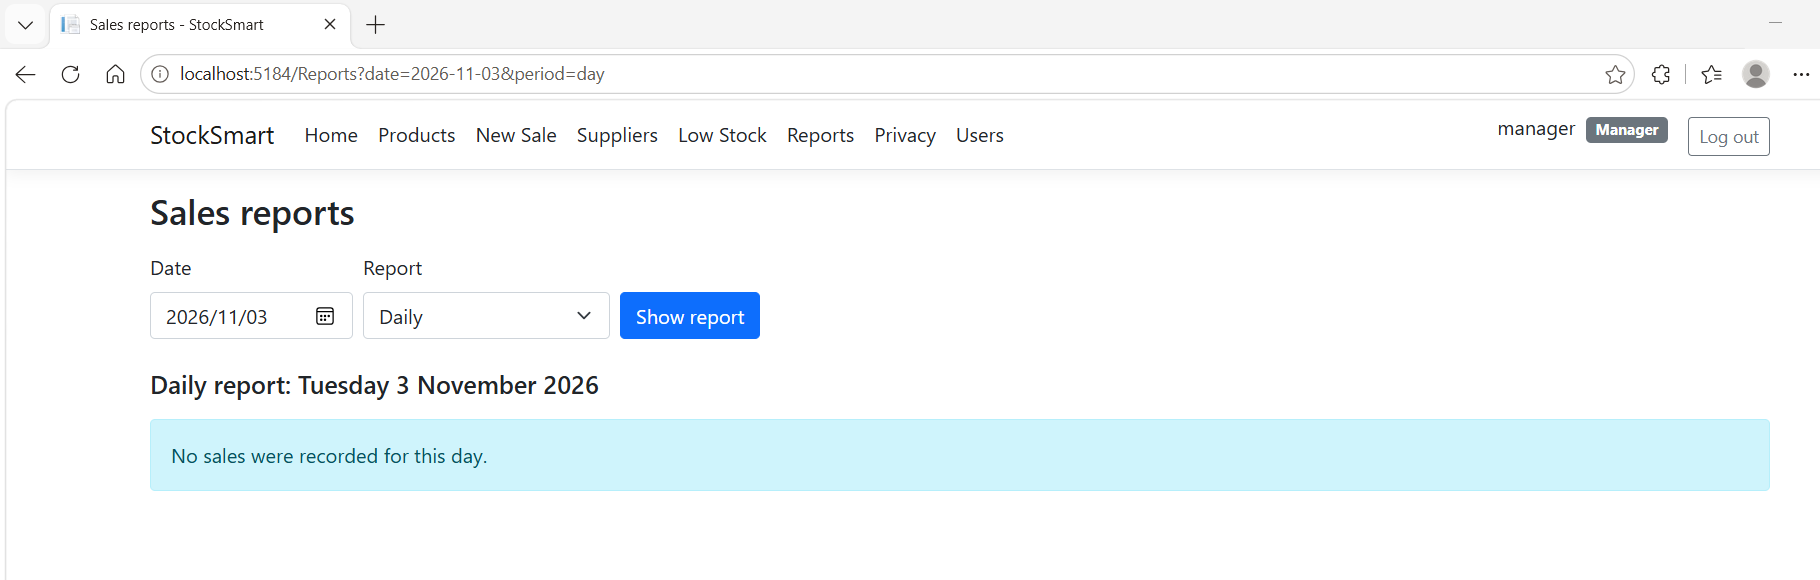 Sales reports - StockSmart
localhost:5184/Reports?date=2026-11-03&period=day
StockSmart Home Products New Sale Suppliers Low Stock Reports Privacy Users manager Manager Log out
Sales reports
Date Report
2026/11/03 Daily Show report
Daily report: Tuesday 3 November 2026
No sales were recorded for this day.